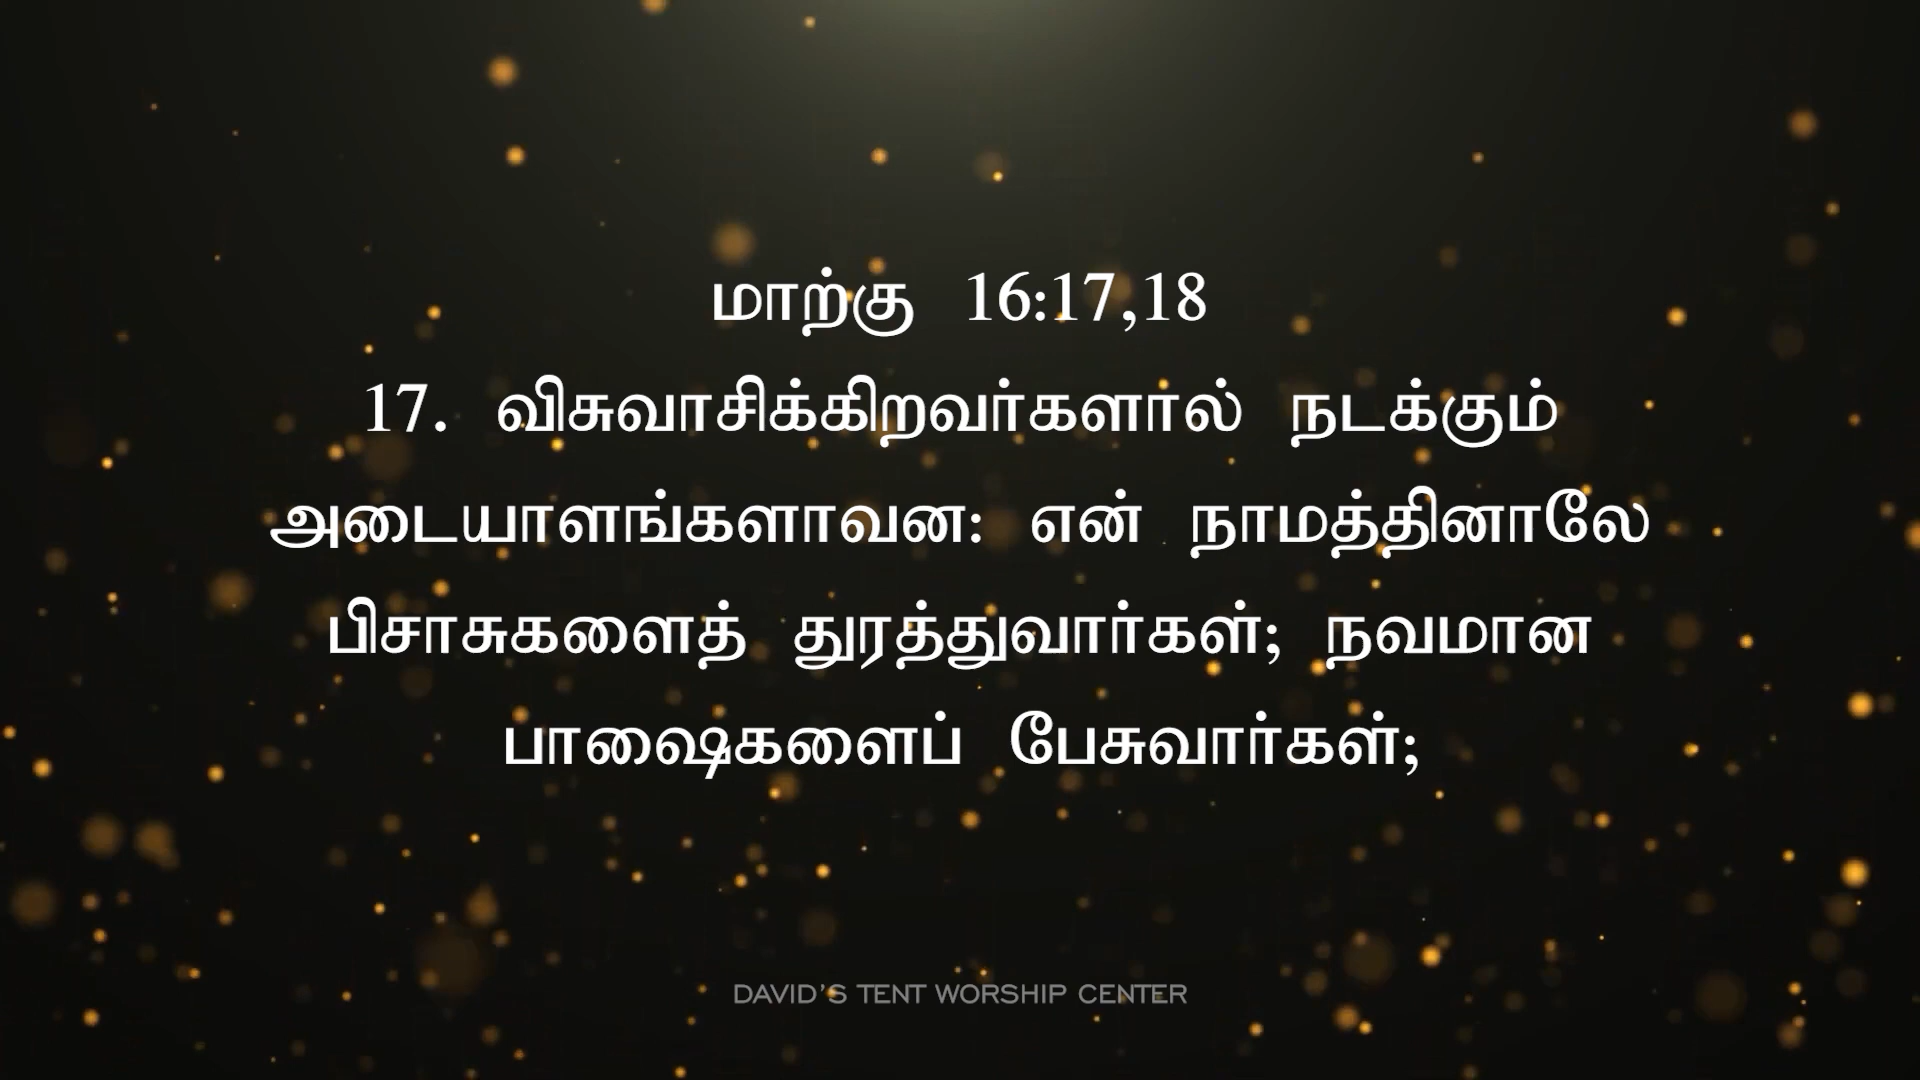 மாற்கு 16:17,18
17. விசுவாசிக்கிறவர்களால் நடக்கும்
அடையாளங்களாவன: என் நாமத்தினாலே
பிசாசுகளைத் துரத்துவார்கள்; நவமான
பாஷைகளைப் பேசுவார்கள்;
DAVID'S TENT WORSHIP CENTER